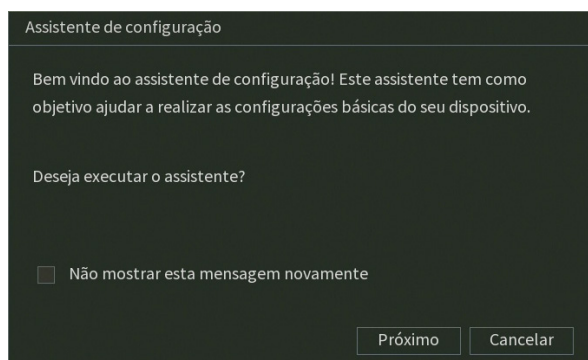 Assistente de configuração
Bem vindo ao assistente de configuração! Este assistente tem como
objetivo ajudar a realizar as configurações básicas do seu dispositivo.
Deseja executar o assistente?
Não mostrar esta mensagem novamente
Próximo Cancelar